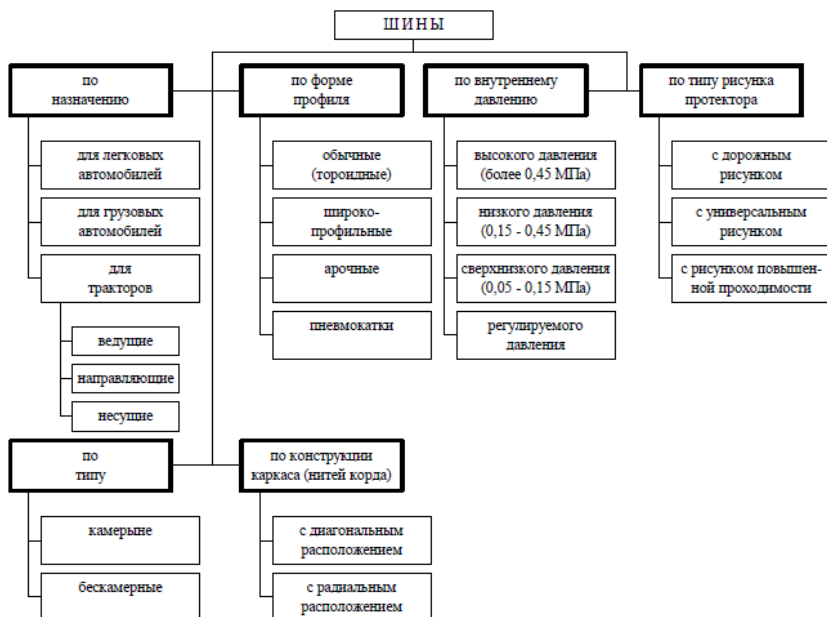 ШИНЫ
по
назначению
для легковых
автомобилей
для грузовых
автомобилей
для
тракторов
ведущие
направляющие
несущие
по форме
профиля
обычные
(тороидные)
широко-
профильные
арочные
пневмокатки
по внутреннему
давлению
высокого давления
(более 0,45 МПа)
низкого давления
(0,15 - 0,45 МПа)
сверхнизкого давления
(0,05 - 0,15 МПа)
регулируемого
давления
по типу рисунка
протектора
с дорожным
рисунком
с универсальным
рисунком
с рисунком повышен-
ной проходимости
по
типу
камерыне
бескамерные
по конструкции
каркаса (нитей корда)
с диагональным
расположением
с радиальным
расположением